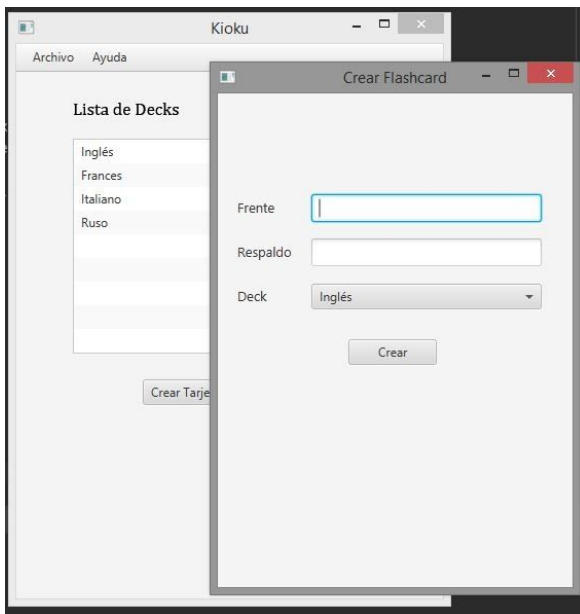 Kioku
Archivo Ayuda
Lista de Decks
Inglés
Frances
Italiano
Ruso
Crear Tarje
Crear Flashcard
Frente
Respaldo
Deck
Inglés
Crear